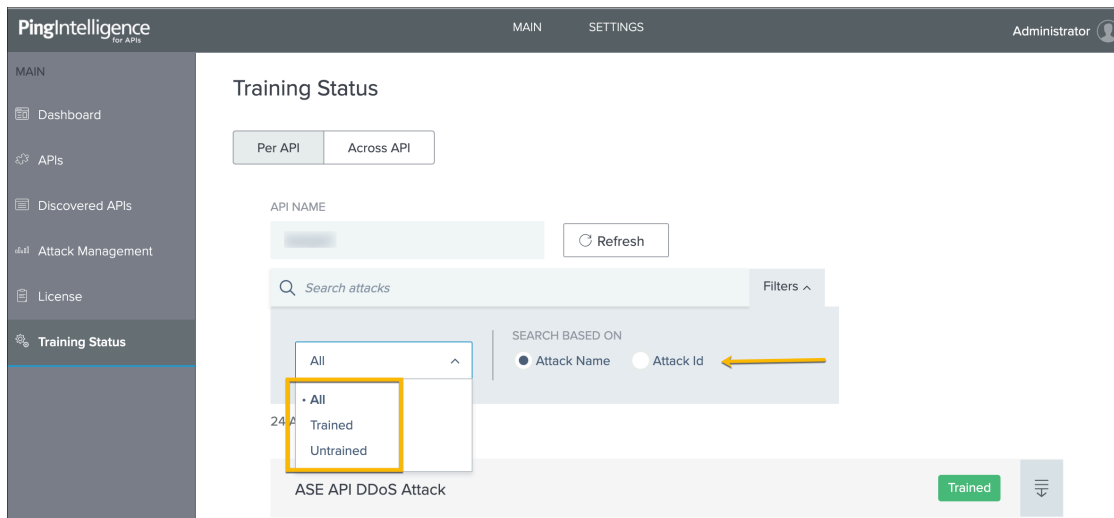 PingIntelligence
for APIs
MAIN
SETTINGS
Administrator
MAIN
Dashboard
APIs
Discovered APIs
Attack Management
License
Training Status
Training Status
Per API
Across API
API NAME
Refresh
Search attacks
Filters
All
SEARCH BASED ON
Attack Name
Attack Id
• All
Trained
Untrained
24 A
ASE API DDoS Attack
Trained